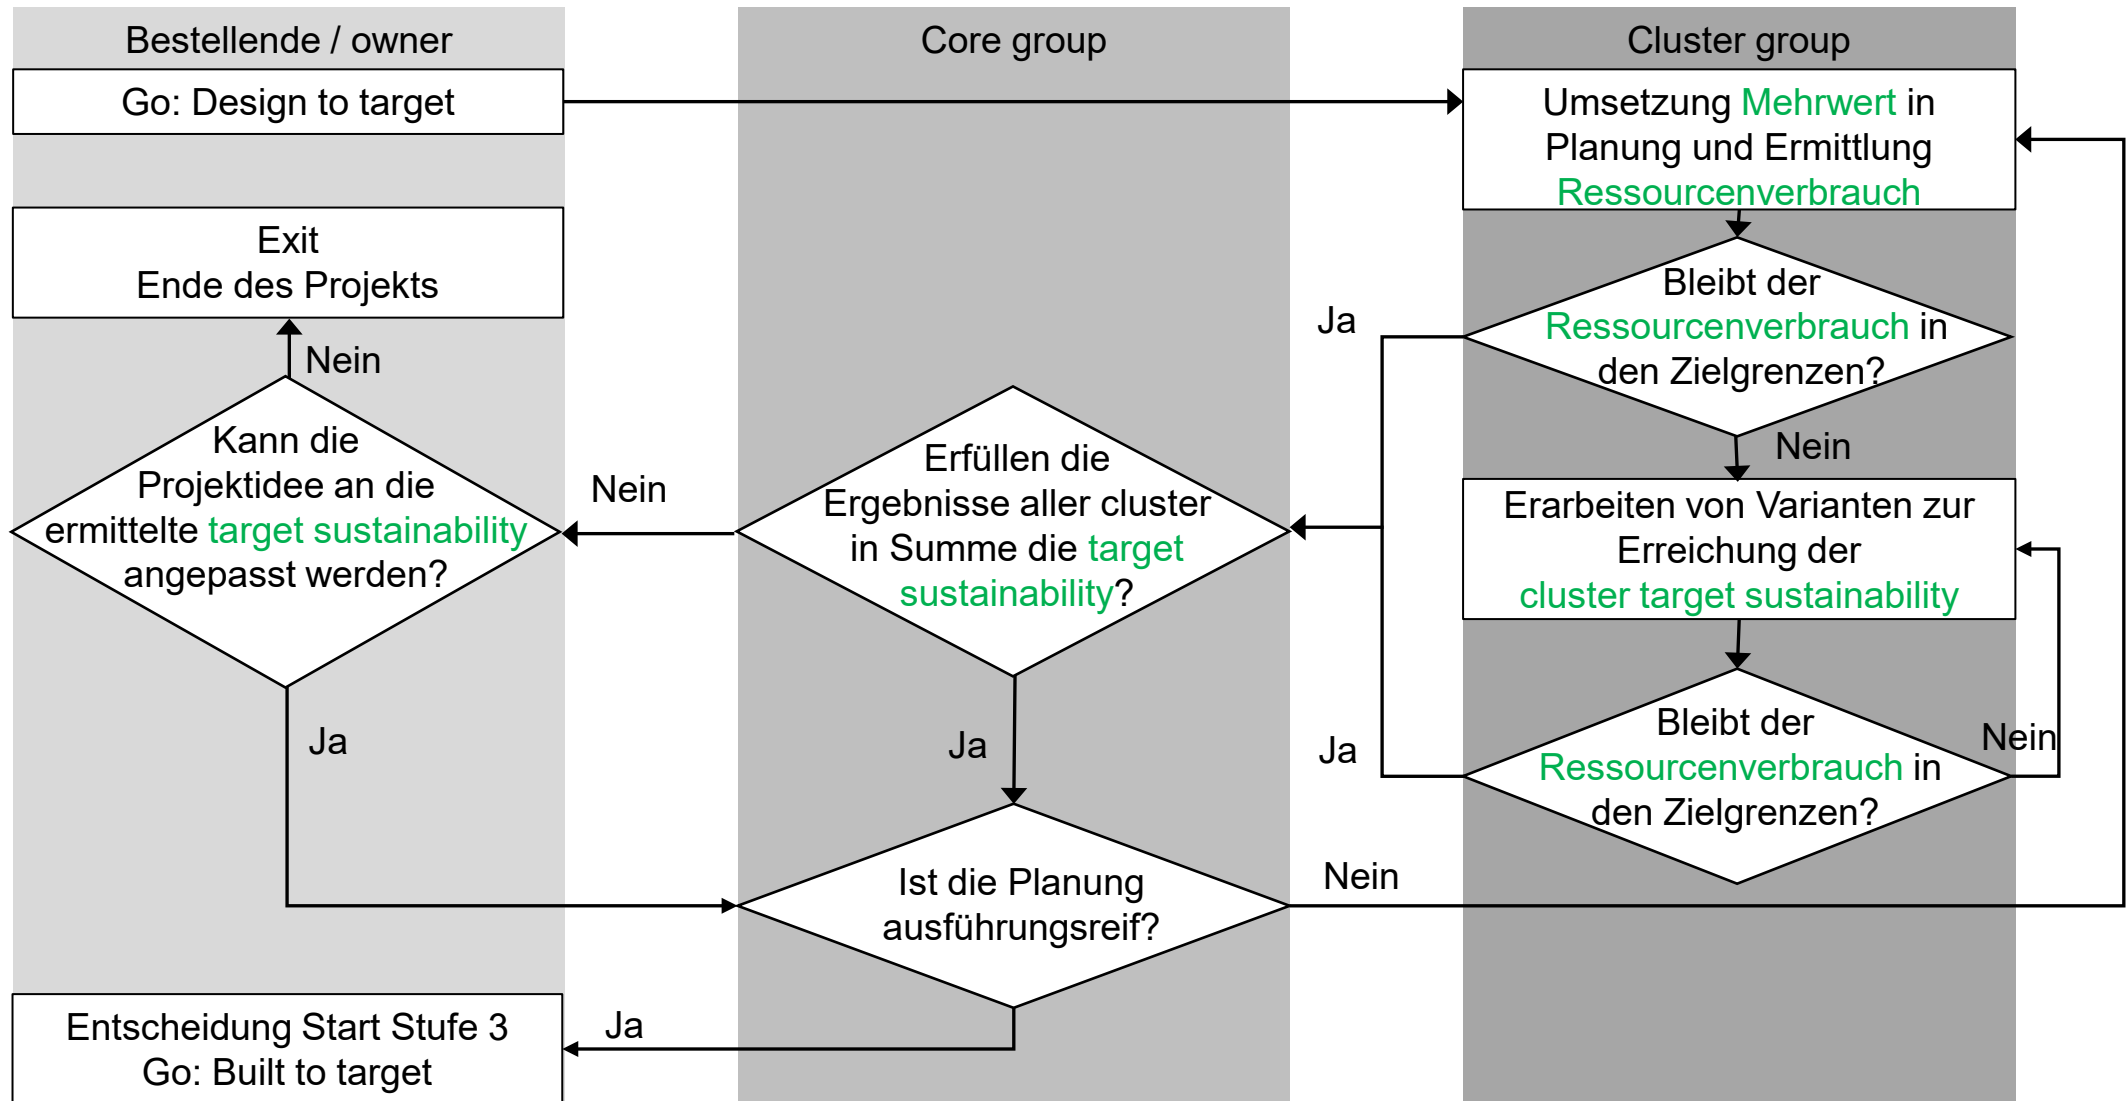 Bestellende / owner
Core group
Cluster group
Go: Design to target
Umsetzung Mehrwert in
Planung und Ermittlung
Ressourcenverbrauch
Exit
Ende des Projekts
Nein
Bleibt der
Ressourcenverbrauch in
den Zielgrenzen?
Ja
Nein
Kann die
Projektidee an die
ermittelte target sustainability
angepasst werden?
Nein
Erfüllen die
Ergebnisse aller cluster
in Summe die target
sustainability?
Erarbeiten von Varianten zur
Erreichung der
cluster target sustainability
Ja
Ja
Ja
Bleibt der
Ressourcenverbrauch in
den Zielgrenzen?
Nein
Ist die Planung
ausführungsreif?
Nein
Entscheidung Start Stufe 3
Go: Built to target
Ja